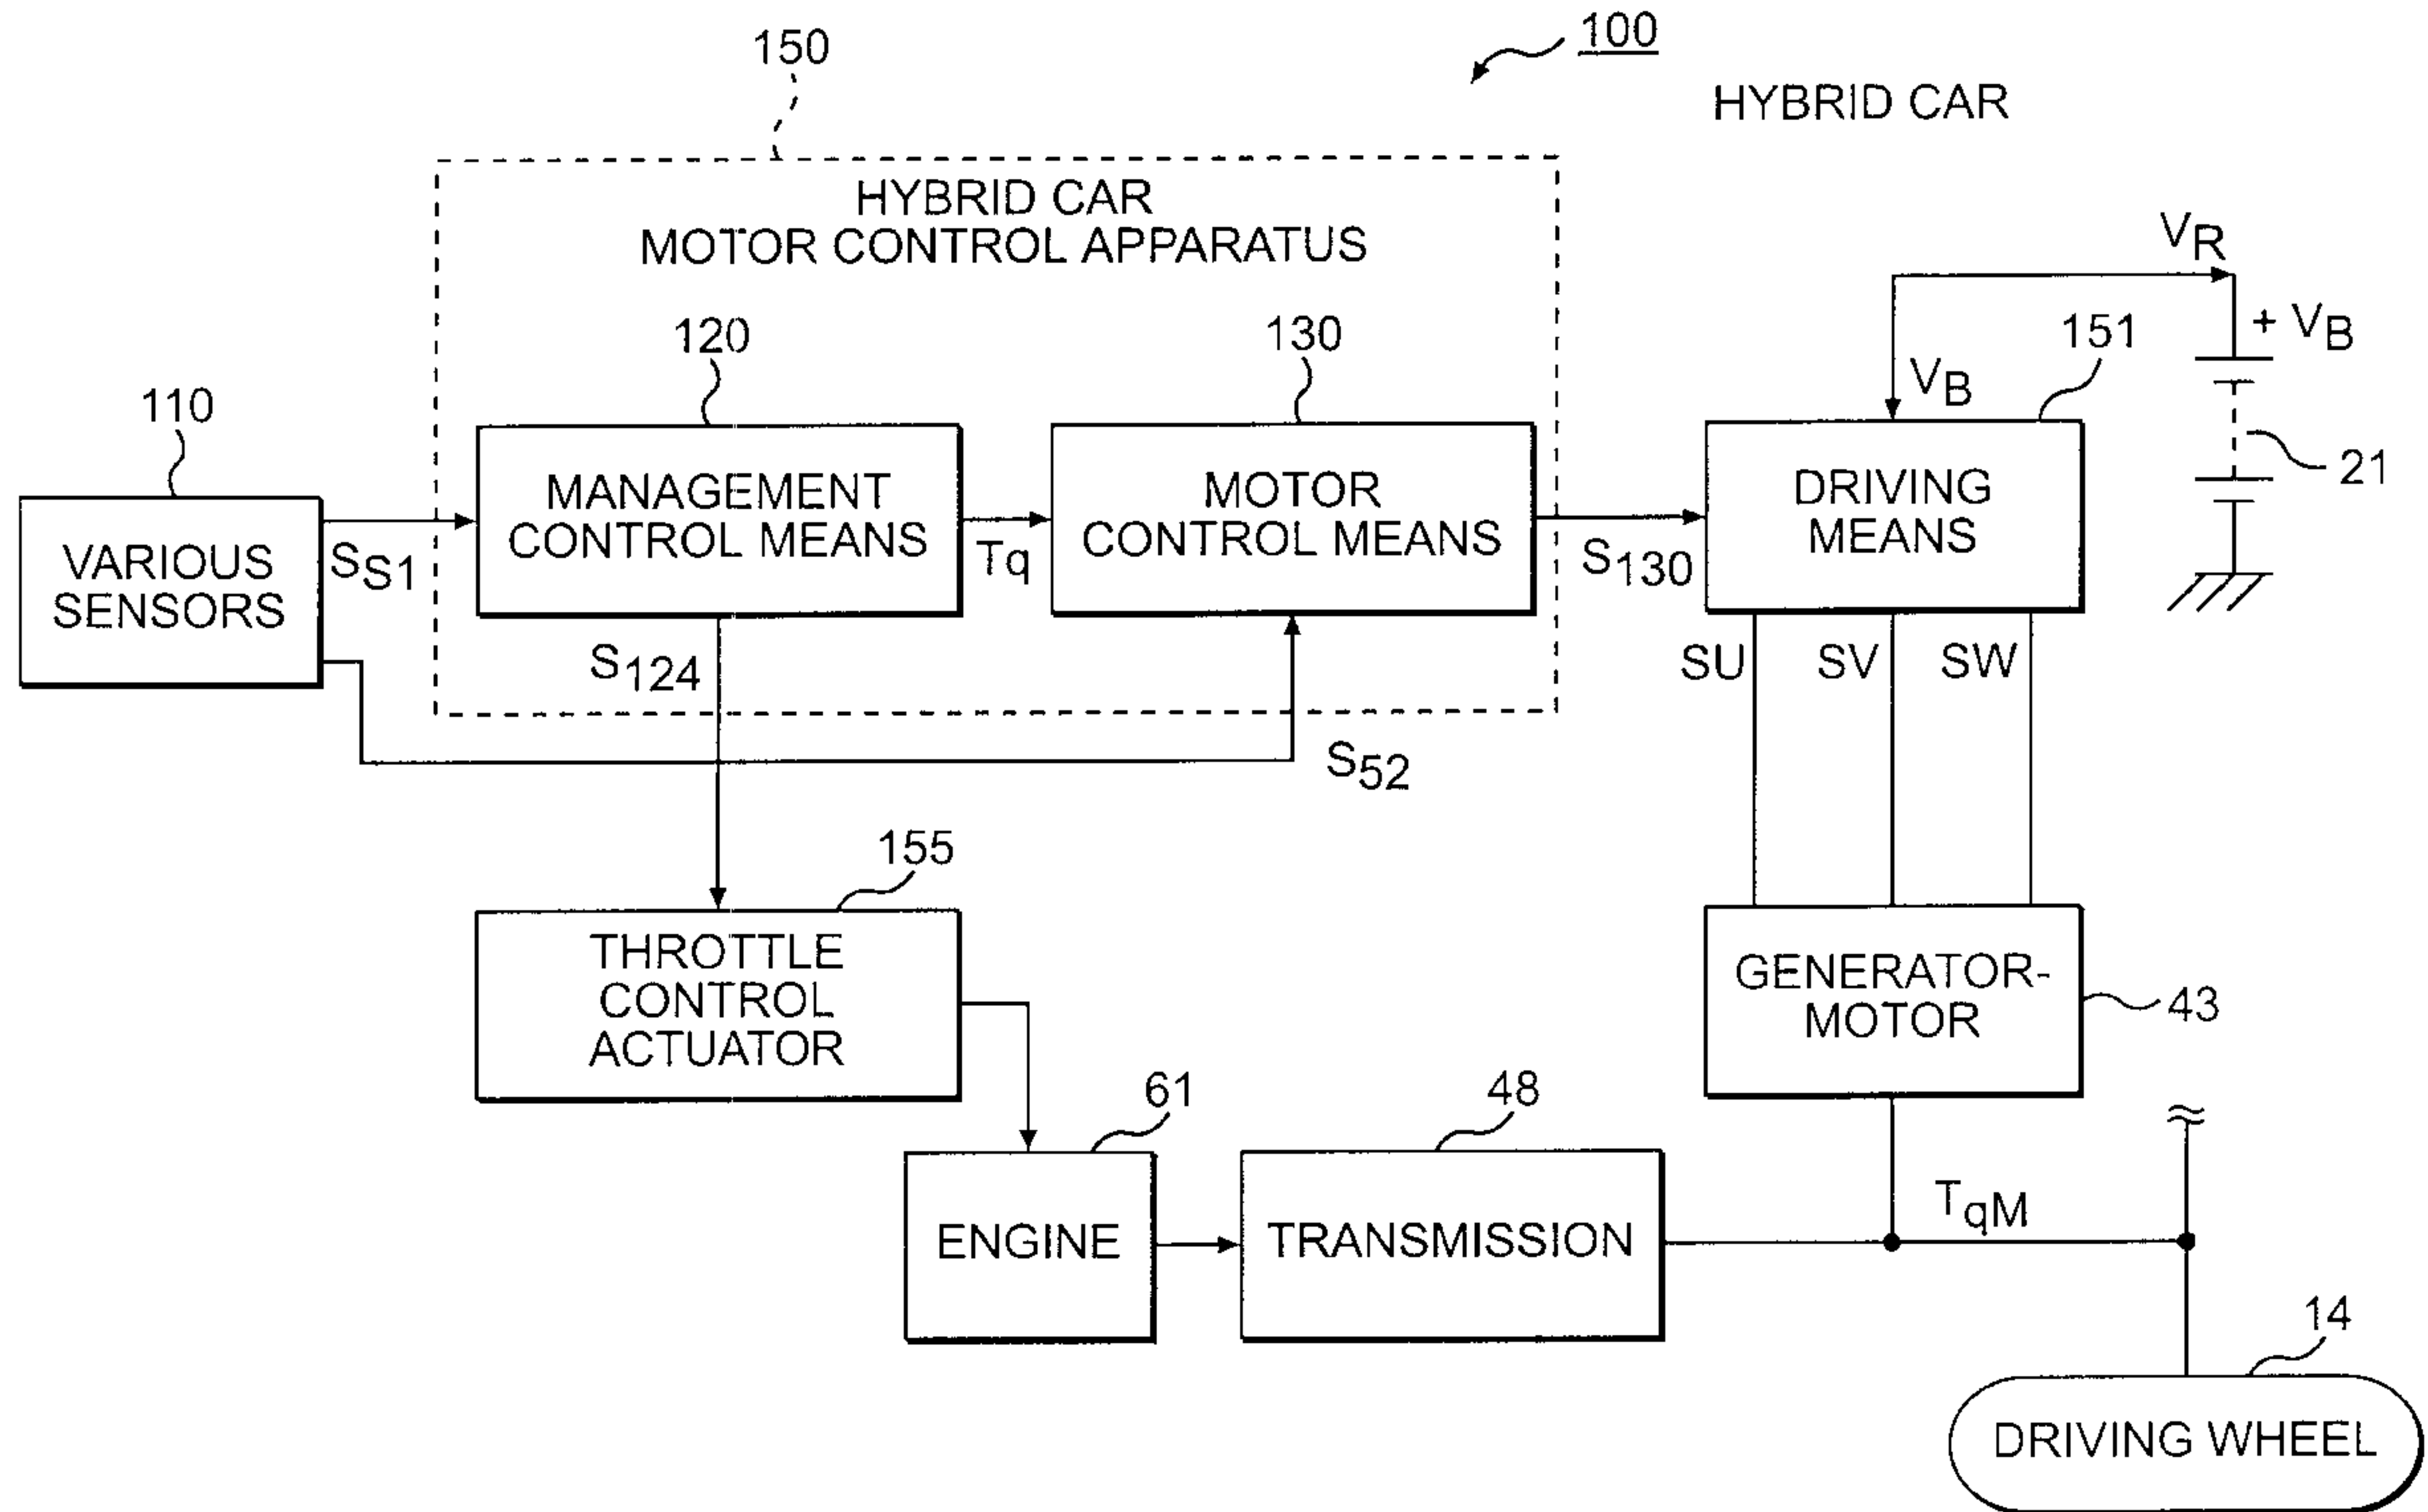 100
HYBRID CAR
150
HYBRID CAR
MOTOR CONTROL APPARATUS
VR
+ VB
VB
151
21
120
130
110
VARIOUS
SENSORS
SS1
MANAGEMENT
CONTROL MEANS
Tq
MOTOR
CONTROL MEANS
S130
DRIVING
MEANS
S124
S52
SU
SV
SW
155
THROTTLE
CONTROL
ACTUATOR
GENERATOR-
MOTOR
43
61
ENGINE
48
TRANSMISSION
TqM
14
DRIVING WHEEL